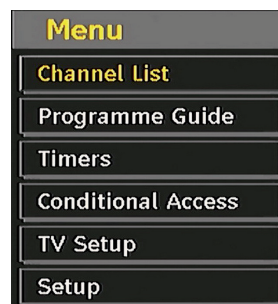 Menu
Channel List
Programme Guide
Timers
Conditional Access
TV Setup
Setup